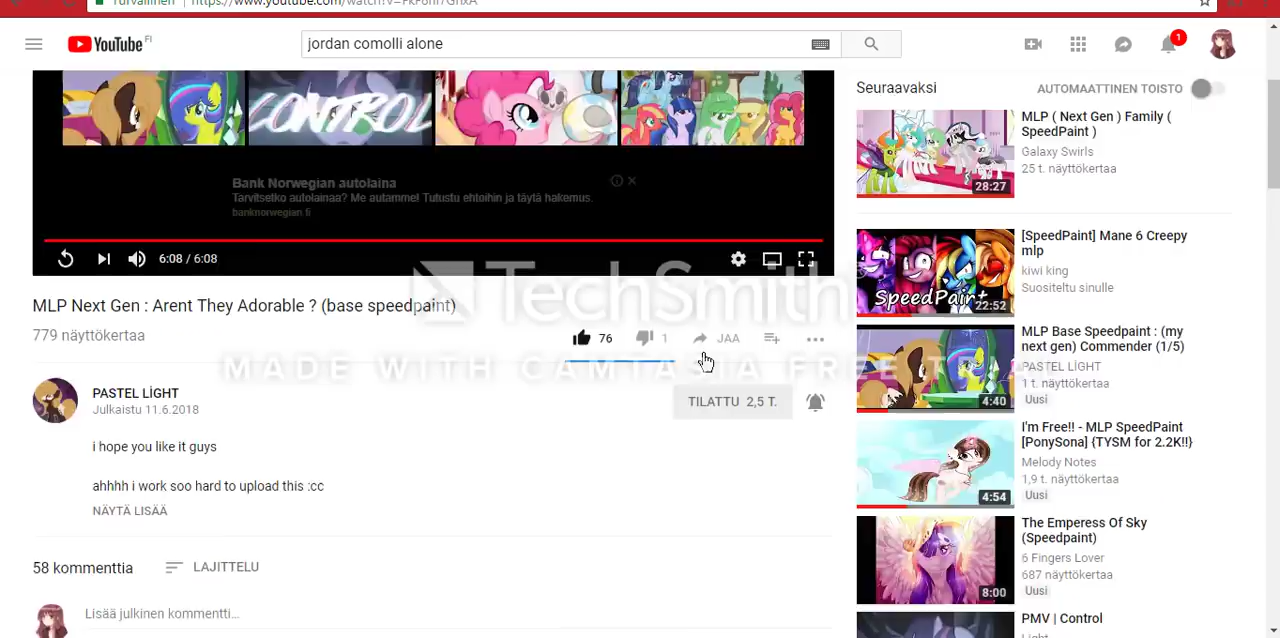 Turvallinen | https://www.youtube.com/watch?v=
YouTube FI
jordan comolli alone
1
CONTROL
Bank Norwegian autolaina
Tarvitsetko autolainaa? Me autamme! Tutustu ehtoihin ja täytä hakemus.
banknorwegian.fi
6:08 / 6:08
TechSmith
MADE WITH CAMTASIA FREE
MLP Next Gen : Arent They Adorable ? (base speedpaint)
779 näyttökertaa
76
1
JAA
PASTEL LİGHT
Julkaistu 11.6.2018
TILATTU 2,5 T.
i hope you like it guys
ahhhh i work soo hard to upload this :cc
NÄYTÄ LISÄÄ
58 kommenttia
LAJITTELU
Lisää julkinen kommentti...
Seuraavaksi
AUTOMAATTINEN TOISTO
MLP ( Next Gen ) Family (
SpeedPaint )
Galaxy Swirls
25 t. näyttökertaa
28:27
[SpeedPaint] Mane 6 Creepy
mlp
kiwi king
Suositeltu sinulle
SpeedPaint
22:52
MLP Base Speedpaint : (my
next gen) Commender (1/5)
PASTEL LİGHT
1 t. näyttökertaa
Uusi
4:40
I'm Free!! - MLP SpeedPaint
[PonySona] {TYSM for 2.2K!!}
Melody Notes
1,9 t. näyttökertaa
Uusi
4:54
The Emperess Of Sky
(Speedpaint)
6 Fingers Lover
687 näyttökertaa
Uusi
8:00
PMV | Control
Light